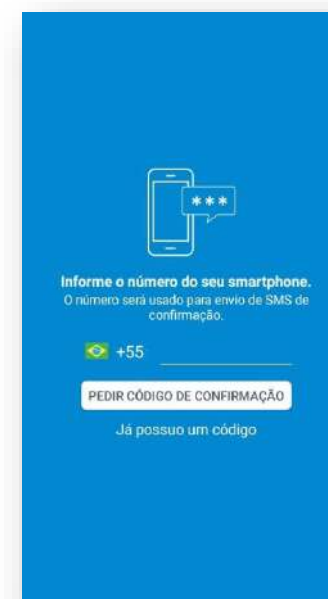 ***
Informe o número do seu smartphone.
O número será usado para envio de SMS de
confirmação.
+55
PEDIR CÓDIGO DE CONFIRMAÇÃO
Já possuo um código